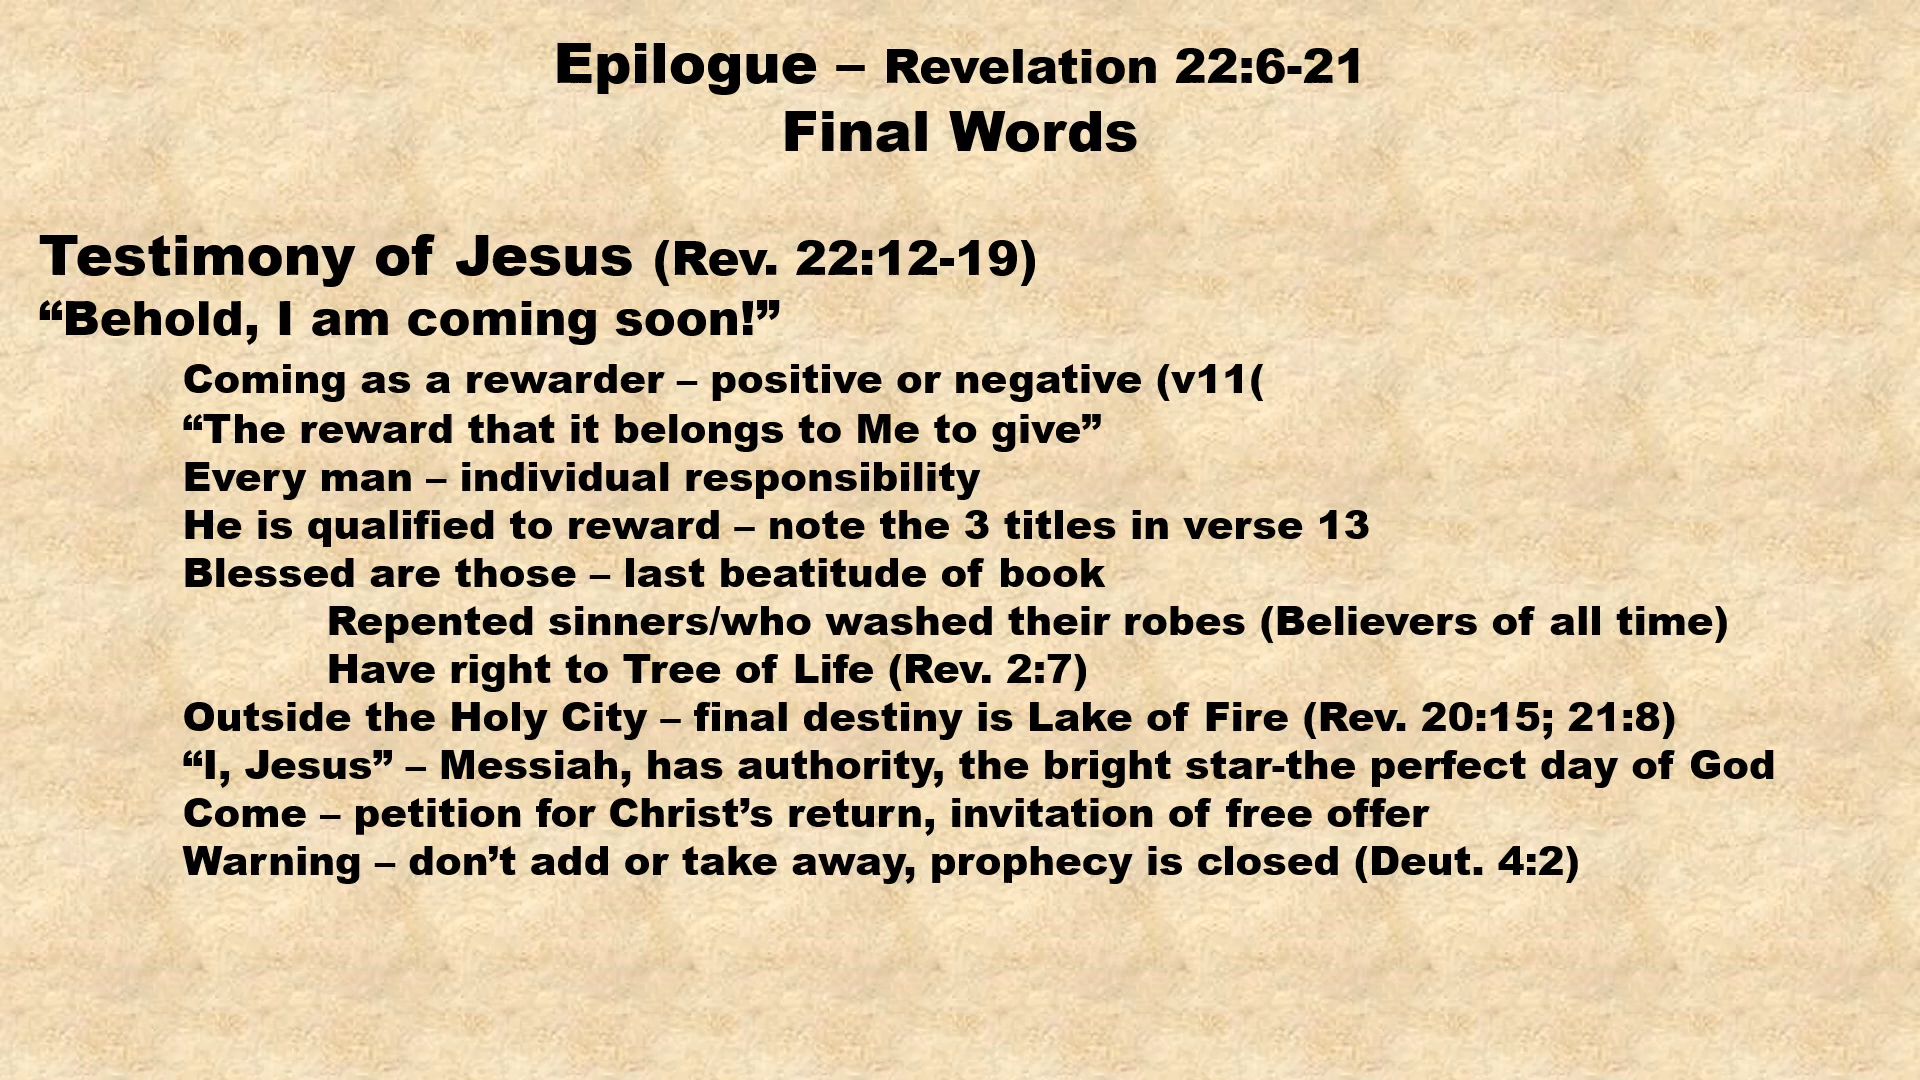 Epilogue – Revelation 22:6-21
Final Words
Testimony of Jesus (Rev. 22:12-19)
“Behold, I am coming soon!”
Coming as a rewarder – positive or negative (v11(
“The reward that it belongs to Me to give”
Every man – individual responsibility
He is qualified to reward – note the 3 titles in verse 13
Blessed are those – last beatitude of book
Repented sinners/who washed their robes (Believers of all time)
Have right to Tree of Life (Rev. 2:7)
Outside the Holy City – final destiny is Lake of Fire (Rev. 20:15; 21:8)
“I, Jesus” – Messiah, has authority, the bright star-the perfect day of God
Come – petition for Christ’s return, invitation of free offer
Warning – don’t add or take away, prophecy is closed (Deut. 4:2)